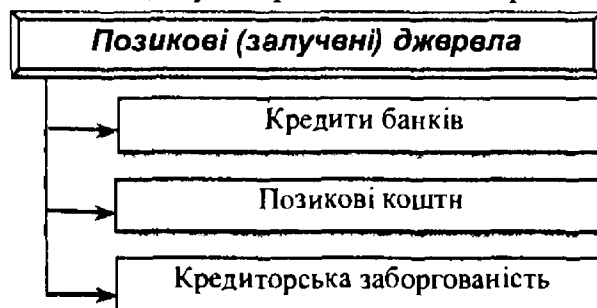 Позикові (залучені) джерела
Кредити банків
Позикові кошти
Кредиторська заборгованість